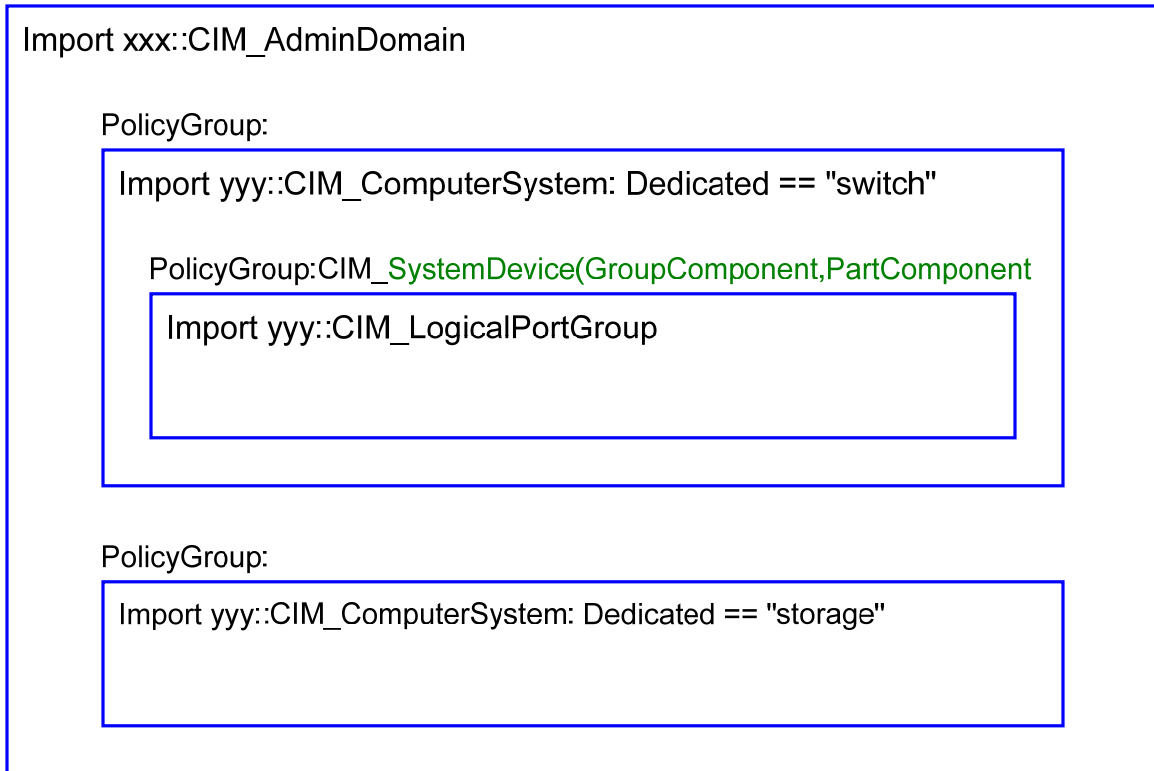 Import xxx::CIM_AdminDomain
PolicyGroup:
Import yyy::CIM_ComputerSystem: Dedicated == "switch"
PolicyGroup:CIM_SystemDevice(GroupComponent,PartComponent
Import yyy::CIM_LogicalPortGroup
PolicyGroup:
Import yyy::CIM_ComputerSystem: Dedicated == "storage"